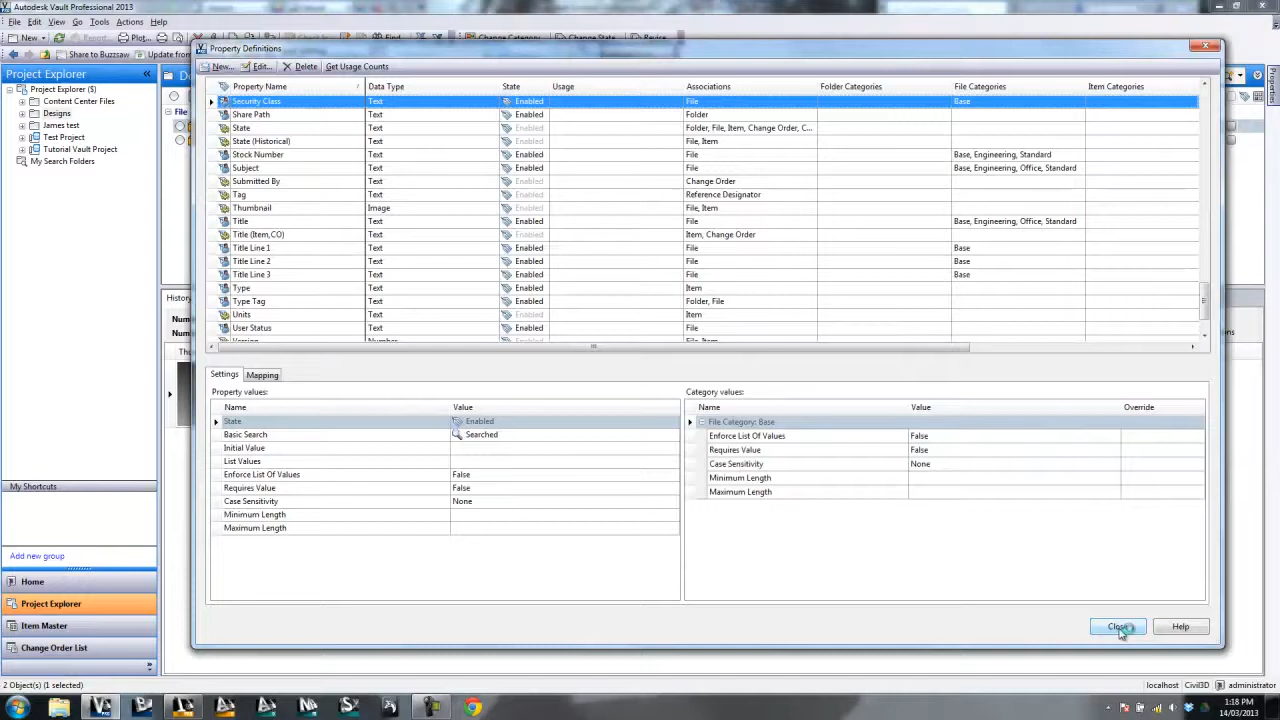 Autodesk Vault Professional 2013
File Edit View Go Tools Actions Help
New Report... Plot... Find... Change Category... Change State... Revise...
Share to Buzzsaw Update from
Project Explorer «
Project Explorer ($)
Content Center Files
Designs
James test
Test Project
Tutorial Vault Project
My Search Folders
My Shortcuts
Add new group
Home
Project Explorer
Item Master
Change Order List
2 Object(s) (1 selected)
File
History
Num
Num
Properties
Property Definitions
New... Edit... Delete Get Usage Counts
Property Name Data Type State Usage Associations Folder Categories File Categories Item Categories
Security Class Text Enabled File Base
Share Path Text Enabled Folder
State Text Enabled Folder, File, Item, Change Order, C...
State (Historical) Text Enabled File, Item
Stock Number Text Enabled File Base, Engineering, Standard
Subject Text Enabled File Base, Engineering, Office, Standard
Submitted By Text Enabled Change Order
Tag Text Enabled Reference Designator
Thumbnail Image Enabled File, Item
Title Text Enabled File Base, Engineering, Office, Standard
Title (Item,CO) Text Enabled Item, Change Order
Title Line 1 Text Enabled File Base
Title Line 2 Text Enabled File Base
Title Line 3 Text Enabled File Base
Type Text Enabled Item
Type Tag Text Enabled Folder, File
Units Text Enabled Item
User Status Text Enabled File
Version Number Enabled File, Item
Settings Mapping
Property values:
Name Value
State Enabled
Basic Search Searched
Initial Value
List Values
Enforce List Of Values False
Requires Value False
Case Sensitivity None
Minimum Length
Maximum Length
Category values:
Name Value Override
File Category: Base
Enforce List Of Values False
Requires Value False
Case Sensitivity None
Minimum Length
Maximum Length
Close Help
localhost Civil3D administrator
1:18 PM
14/03/2013